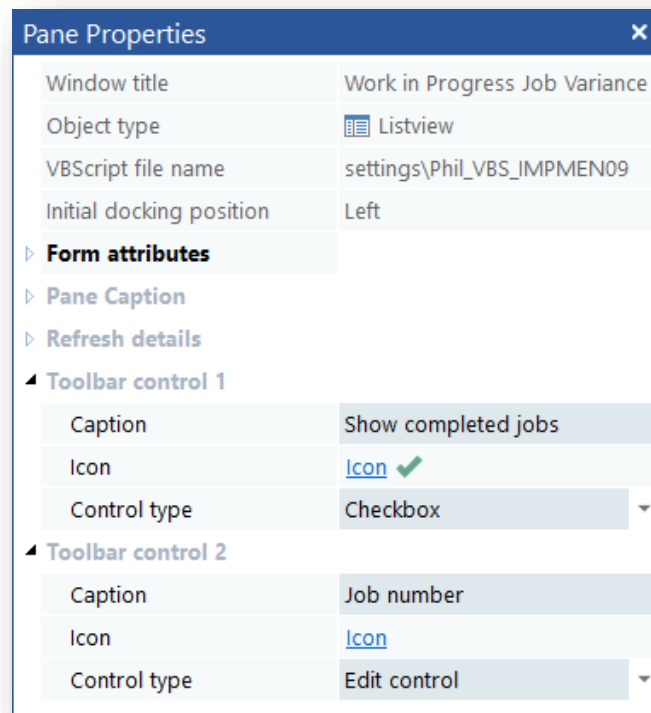 Pane Properties
Window title Work in Progress Job Variance
Object type Listview
VBScript file name settings\Phil_VBS_IMPMEN09
Initial docking position Left
Form attributes
Pane Caption
Refresh details
Toolbar control 1
Caption Show completed jobs
Icon Icon
Control type Checkbox
Toolbar control 2
Caption Job number
Icon Icon
Control type Edit control